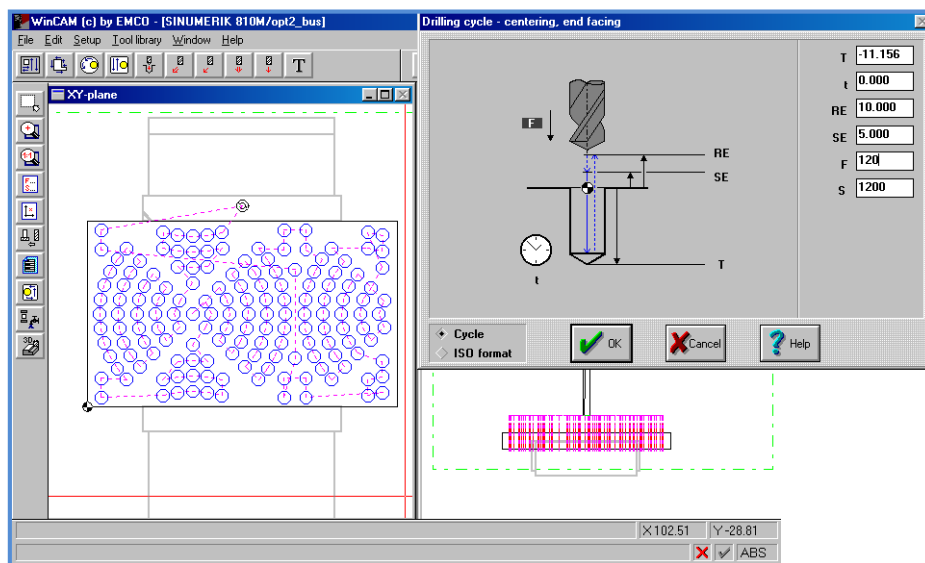 WinCAM (c) by EMCO - [SINUMERIK 810M/opt2_bus]
File Edit Setup Tool library Window Help
T
XY-plane
Drilling cycle - centering, end facing
T -11.156
t 0.000
RE 10.000
SE 5.000
F 120
S 1200
F
RE
SE
T
t
Cycle
ISO format
OK
Cancel
Help
X 102.51 Y -28.81
ABS